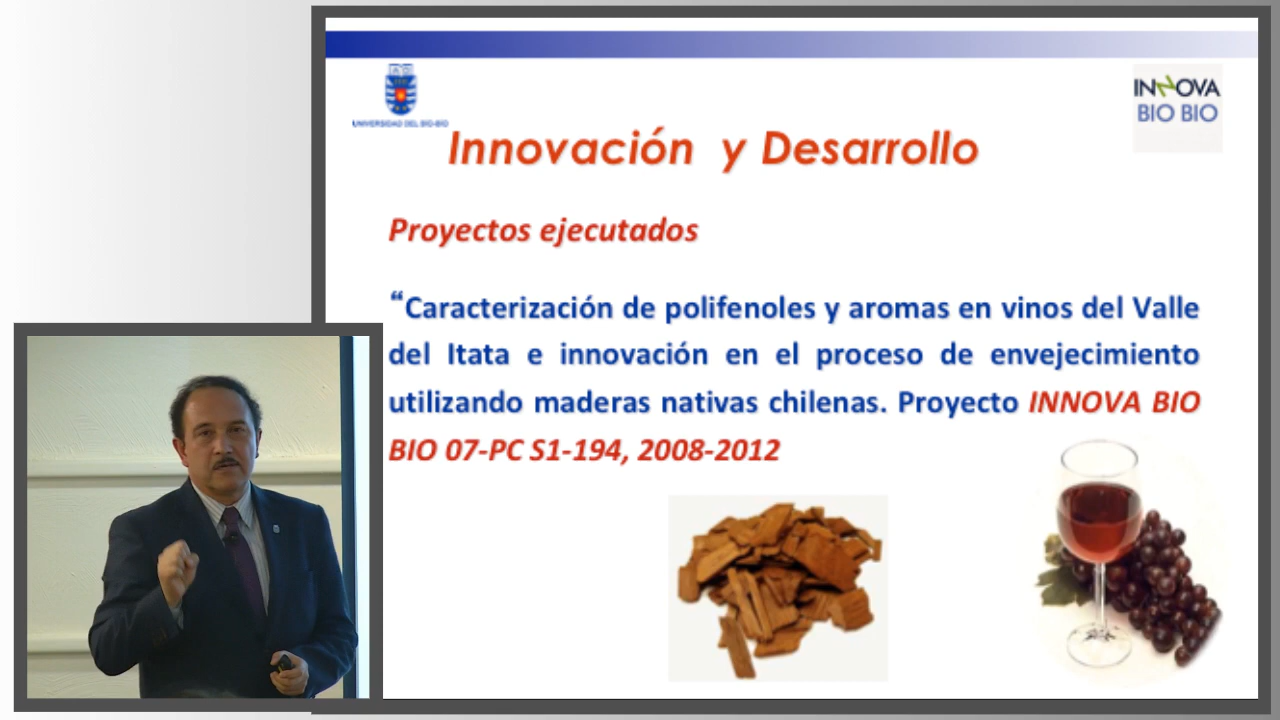 UNIVERSIDAD DEL BIO-BIO
INNOVA
BIO BIO
Innovación y Desarrollo
Proyectos ejecutados
“Caracterización de polifenoles y aromas en vinos del Valle
del Itata e innovación en el proceso de envejecimiento
utilizando maderas nativas chilenas. Proyecto INNOVA BIO
BIO 07-PC S1-194, 2008-2012